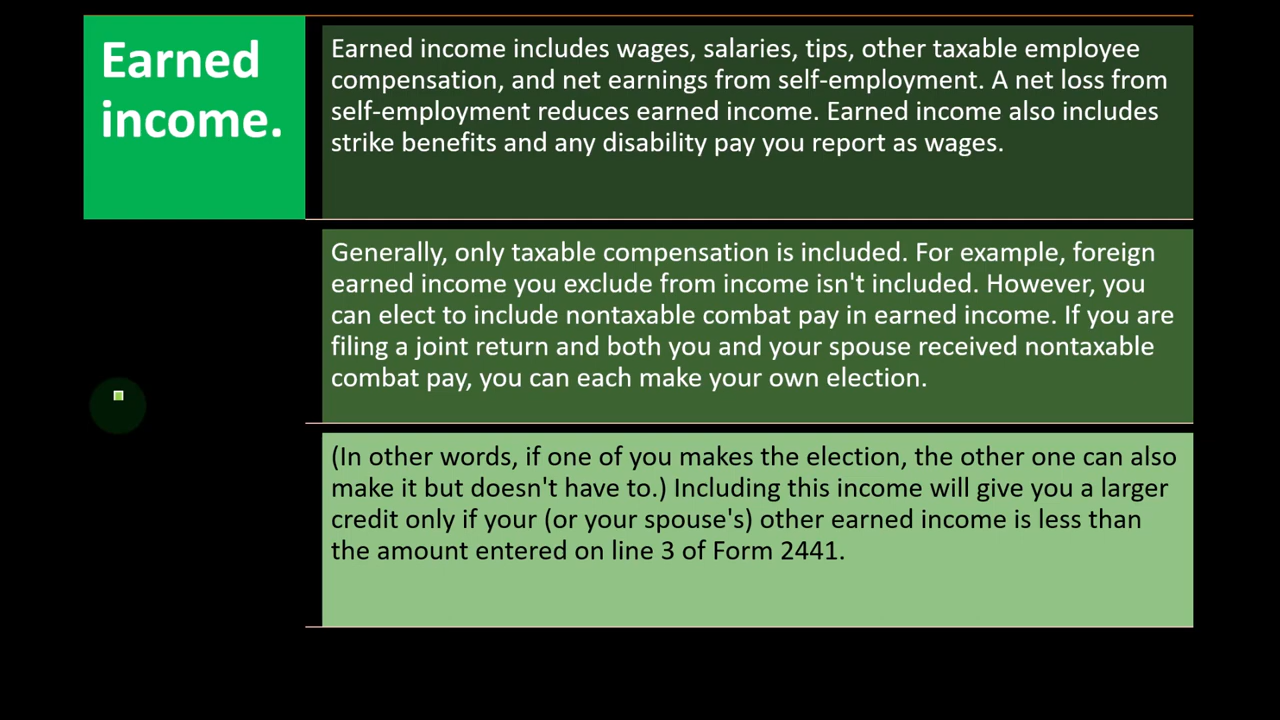 Earned
income.
Earned income includes wages, salaries, tips, other taxable employee
compensation, and net earnings from self-employment. A net loss from
self-employment reduces earned income. Earned income also includes
strike benefits and any disability pay you report as wages.
Generally, only taxable compensation is included. For example, foreign
earned income you exclude from income isn't included. However, you
can elect to include nontaxable combat pay in earned income. If you are
filing a joint return and both you and your spouse received nontaxable
combat pay, you can each make your own election.
(In other words, if one of you makes the election, the other one can also
make it but doesn't have to.) Including this income will give you a larger
credit only if your (or your spouse's) other earned income is less than
the amount entered on line 3 of Form 2441.